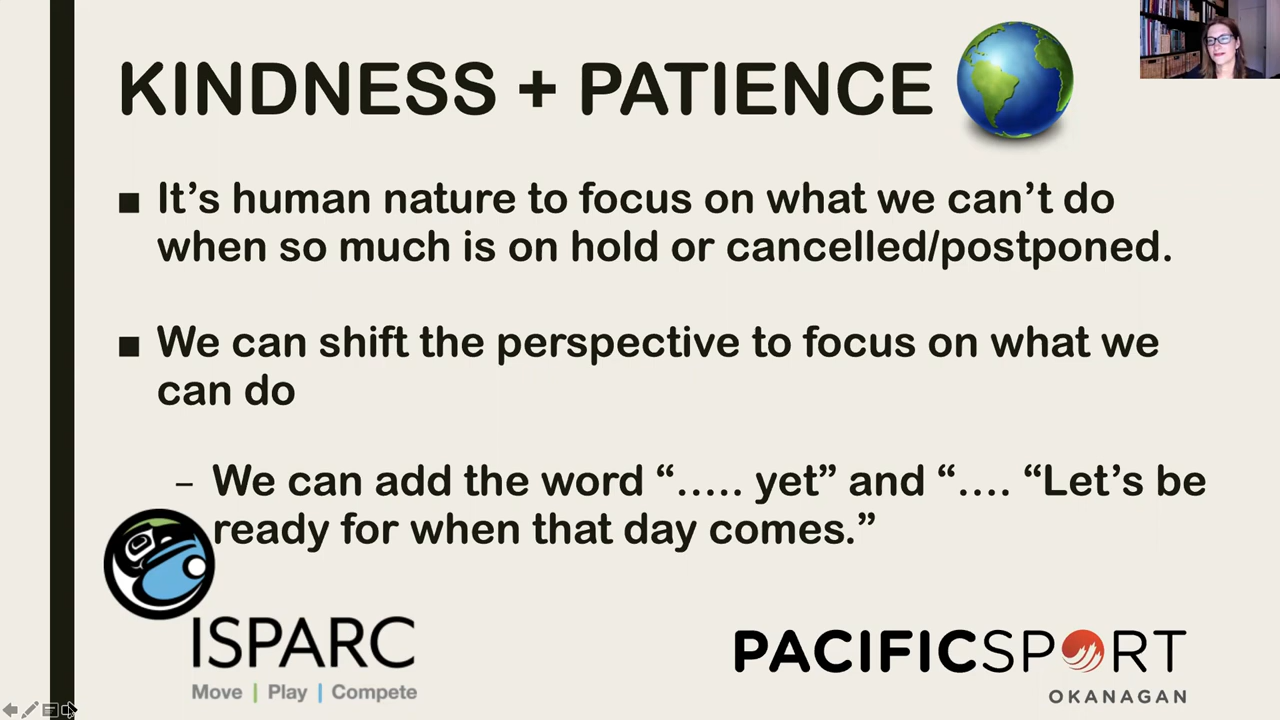 KINDNESS + PATIENCE
■ It’s human nature to focus on what we can’t do
when so much is on hold or cancelled/postponed.
■ We can shift the perspective to focus on what we
can do
– We can add the word “….. yet” and “…. “Let’s be
ready for when that day comes.”
ISPARC
Move | Play | Compete
PACIFICSPORT
OKANAGAN